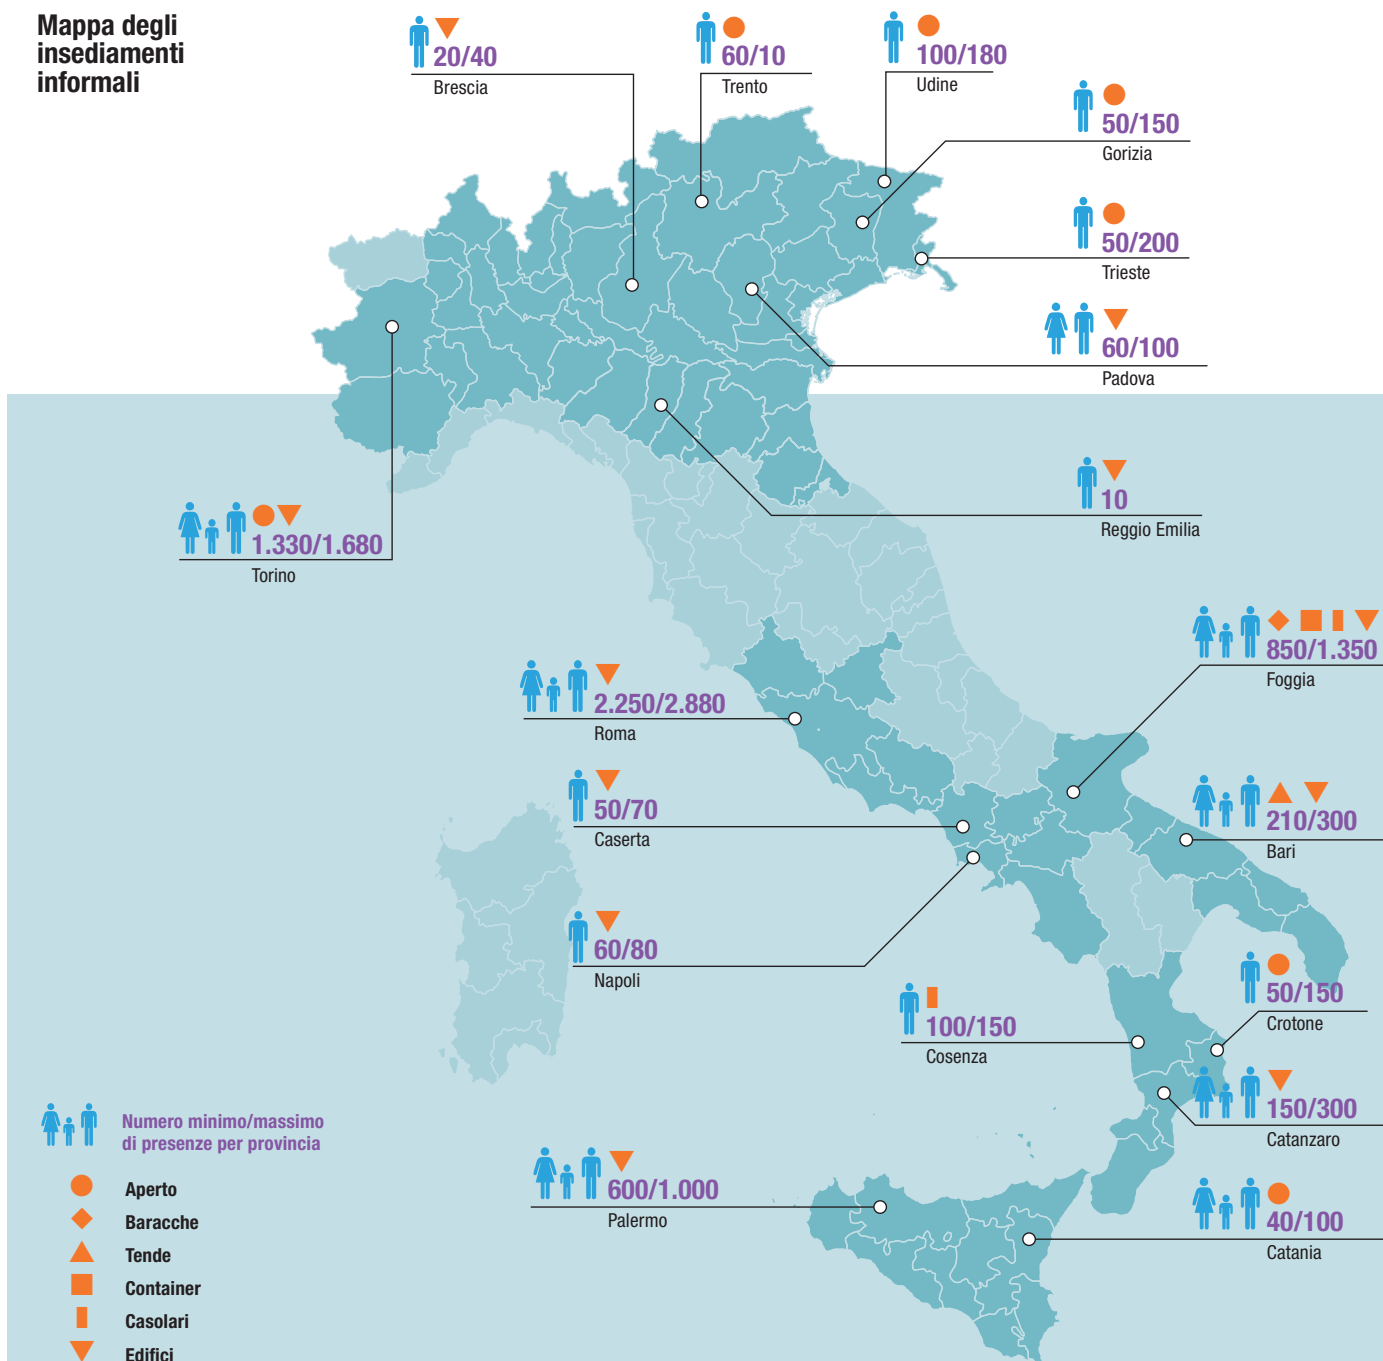 Mappa degli
insediamenti
informali
20/40
Brescia
60/10
Trento
100/180
Udine
50/150
Gorizia
50/200
Trieste
60/100
Padova
10
Reggio Emilia
1.330/1.680
Torino
850/1.350
Foggia
2.250/2.880
Roma
50/70
Caserta
210/300
Bari
60/80
Napoli
50/150
Crotone
100/150
Cosenza
150/300
Catanzaro
600/1.000
Palermo
40/100
Catania
Numero minimo/massimo
di presenze per provincia
Aperto
Baracche
Tende
Container
Casolari
Edifici